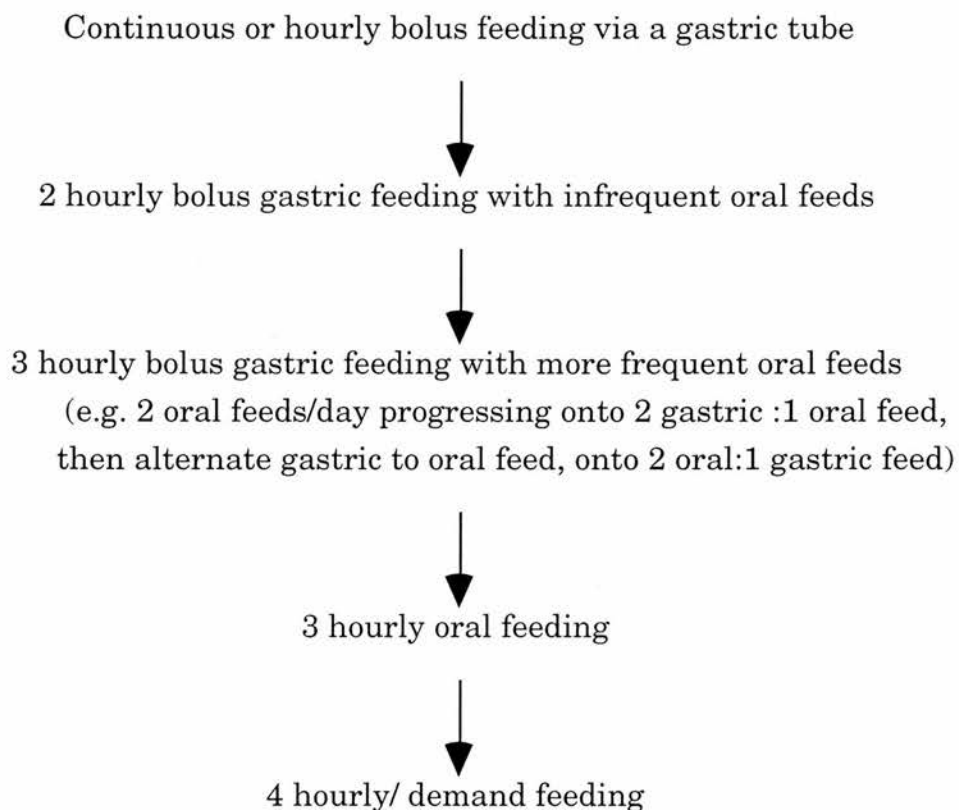 Continuous or hourly bolus feeding via a gastric tube
2 hourly bolus gastric feeding with infrequent oral feeds
3 hourly bolus gastric feeding with more frequent oral feeds
(e.g. 2 oral feeds/day progressing onto 2 gastric :1 oral feed,
then alternate gastric to oral feed, onto 2 oral:1 gastric feed)
3 hourly oral feeding
4 hourly/ demand feeding